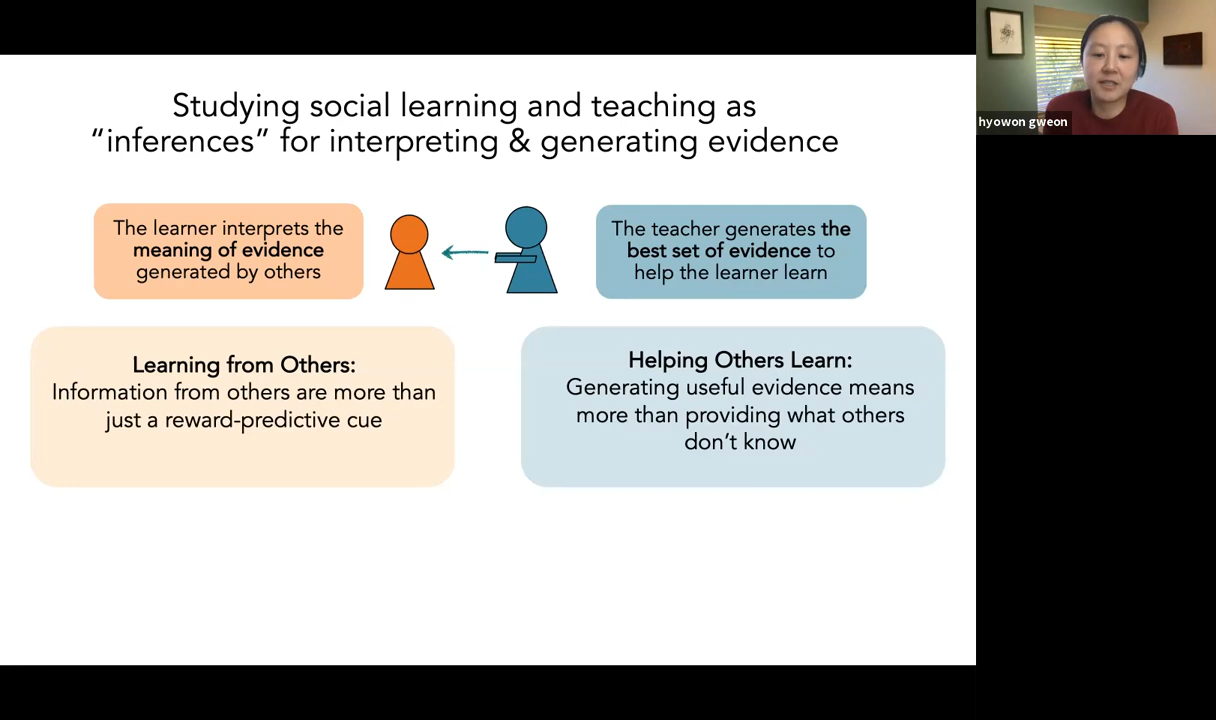 Studying social learning and teaching as
“inferences” for interpreting & generating evidence
The learner interprets the
meaning of evidence
generated by others
The teacher generates the
best set of evidence to
help the learner learn
Learning from Others:
Information from others are more than
just a reward-predictive cue
Helping Others Learn:
Generating useful evidence means
more than providing what others
don’t know
hyowon gweon